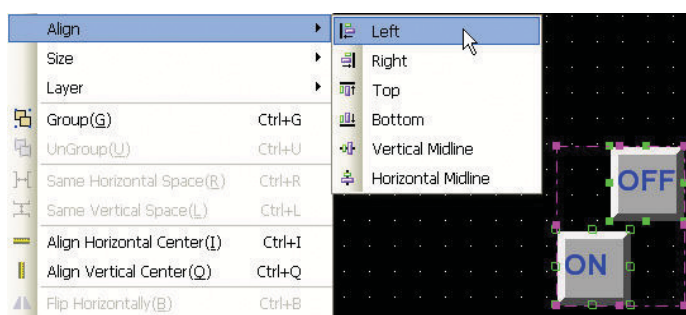 Align
Size
Layer
Group(G) Ctrl+G
UnGroup(U) Ctrl+U
Same Horizontal Space(R) Ctrl+R
Same Vertical Space(L) Ctrl+L
Align Horizontal Center(I) Ctrl+I
Align Vertical Center(Q) Ctrl+Q
Flip Horizontally(B) Ctrl+B
Left
Right
Top
Bottom
Vertical Midline
Horizontal Midline
OFF
ON